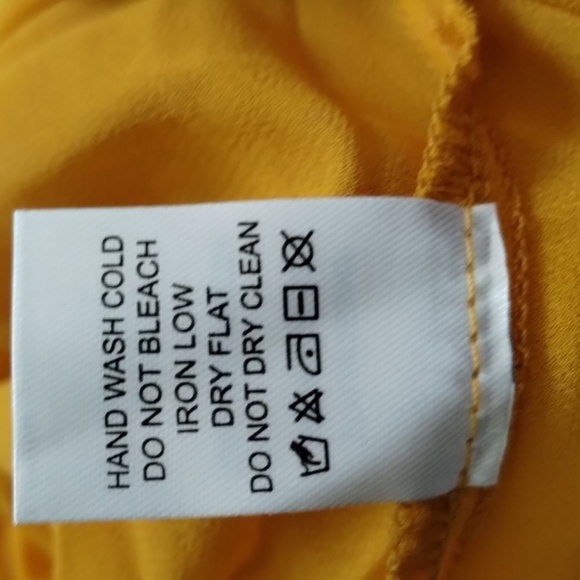 HAND WASH COLD
DO NOT BLEACH
IRON LOW
DRY FLAT
DO NOT DRY CLEAN